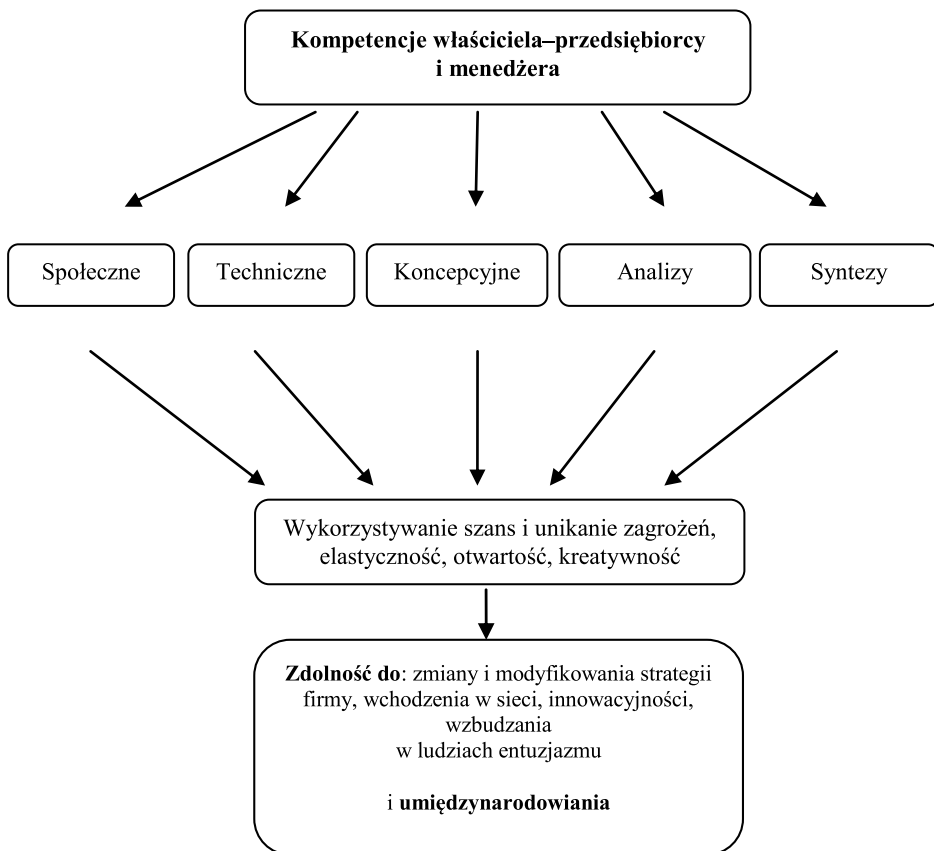 Kompetencje właściciela–przedsiębiorcy
i menedżera
Społeczne
Techniczne
Koncepcyjne
Analizy
Syntezy
Wykorzystywanie szans i unikanie zagrożeń,
elastyczność, otwartość, kreatywność
Zdolność do: zmiany i modyfikowania strategii
firmy, wchodzenia w sieci, innowacyjności,
wzbudzania
w ludziach entuzjazmu
i umiędzynarodowiania